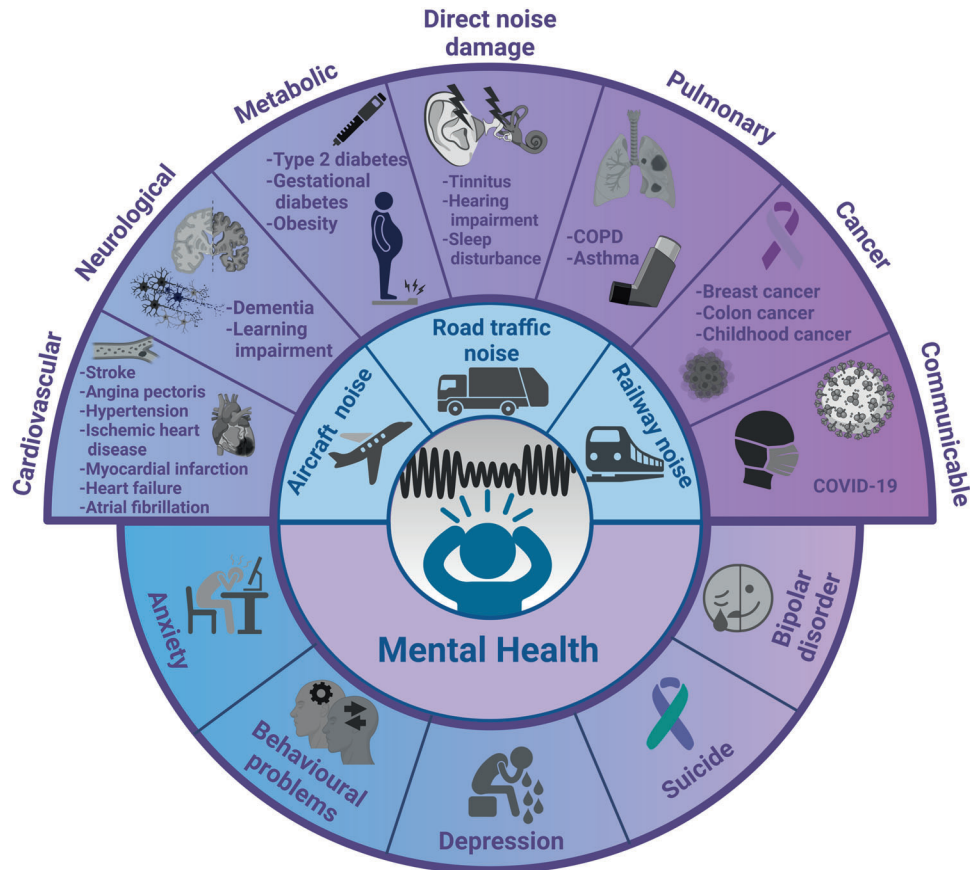 Direct noise
damage
Metabolic
Pulmonary
Neurological
Cancer
Cardiovascular
Communicable
-Type 2 diabetes
-Gestational
diabetes
-Obesity
-Tinnitus
-Hearing
impairment
-Sleep
disturbance
-COPD
-Asthma
-Breast cancer
-Colon cancer
-Childhood cancer
-Dementia
-Learning
impairment
-Stroke
-Angina pectoris
-Hypertension
-Ischemic heart
disease
-Myocardial infarction
-Heart failure
-Atrial fibrillation
COVID-19
Aircraft noise
Road traffic
noise
Railway noise
Mental Health
Anxiety
Behavioural
problems
Depression
Suicide
Bipolar
disorder